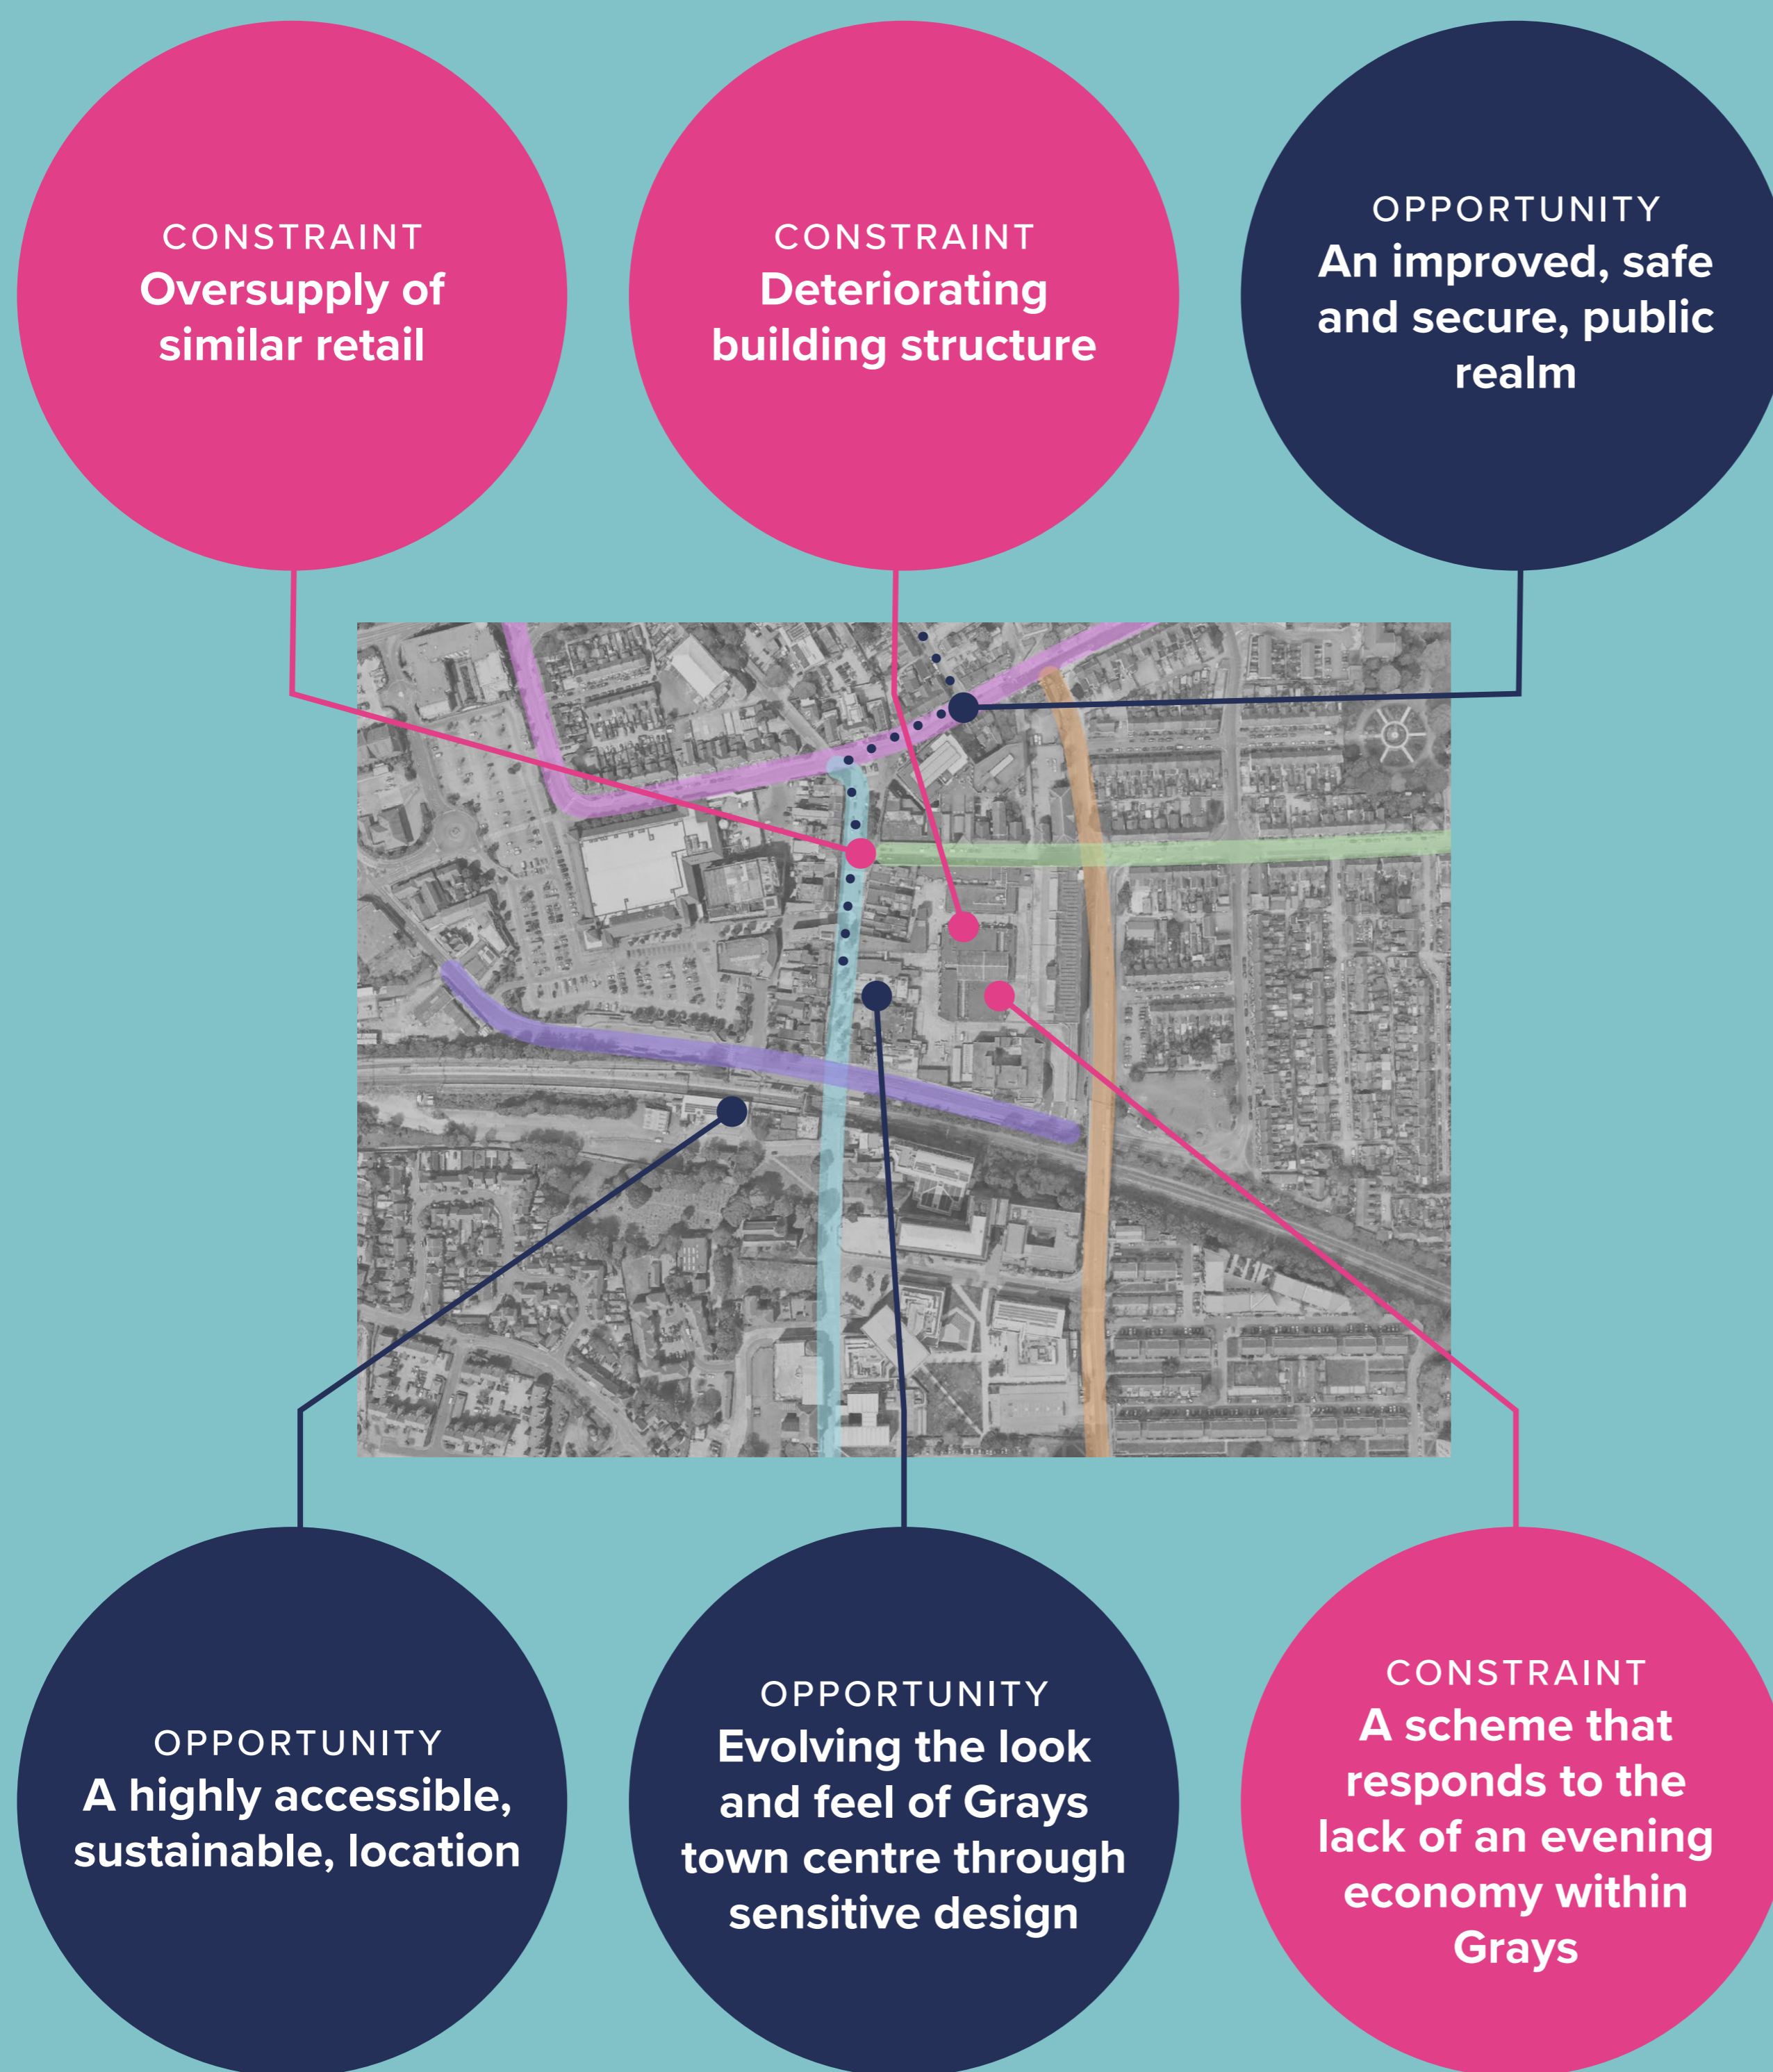 CONSTRAINT
Oversupply of
similar retail
CONSTRAINT
Deteriorating
building structure
OPPORTUNITY
An improved, safe
and secure, public
realm
OPPORTUNITY
A highly accessible,
sustainable, location
OPPORTUNITY
Evolving the look
and feel of Grays
town centre through
sensitive design
CONSTRAINT
A scheme that
responds to the
lack of an evening
economy within
Grays